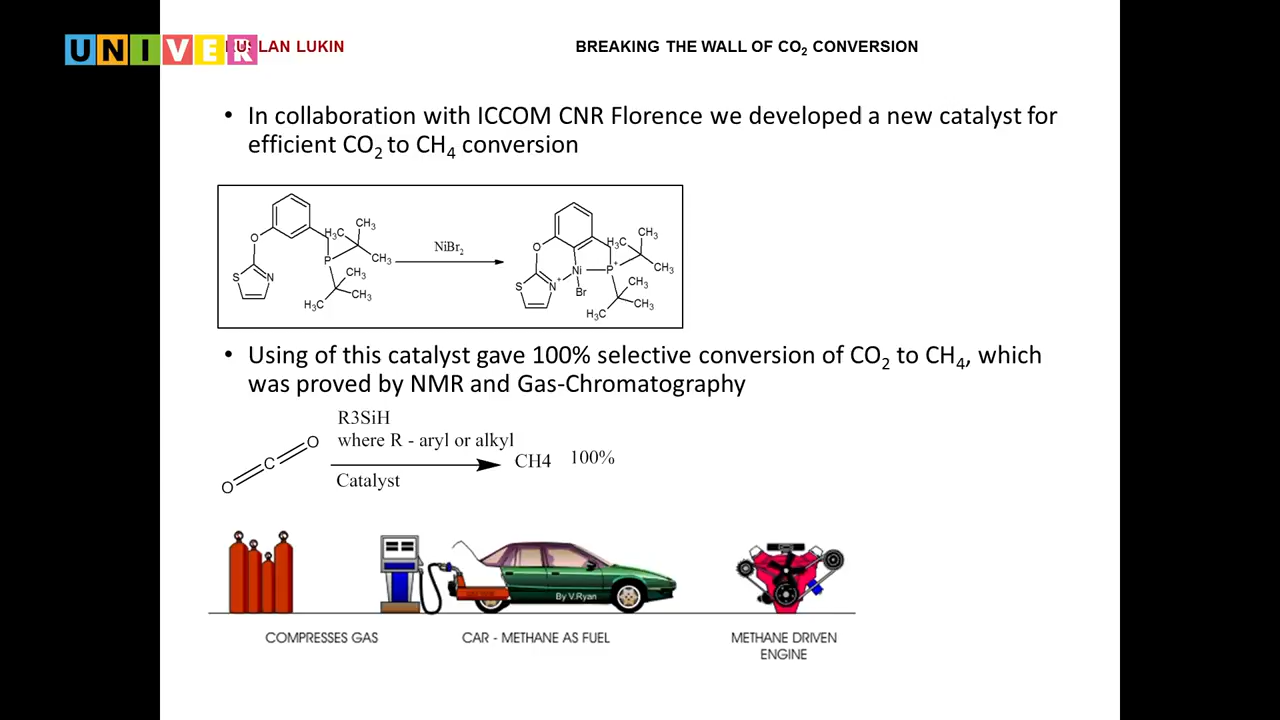 UNIVER
RUSLAN LUKIN
BREAKING THE WALL OF CO₂ CONVERSION
• In collaboration with ICCOM CNR Florence we developed a new catalyst for
efficient CO₂ to CH₄ conversion
O
S
N
P
H₃C
CH₃
CH₃
CH₃
H₃C
CH₃
H₃C
NiBr₂
O
S
N⁺
Ni
Br
P⁺
H₃C
CH₃
CH₃
CH₃
H₃C
CH₃
H₃C
• Using of this catalyst gave 100% selective conversion of CO₂ to CH₄, which
was proved by NMR and Gas-Chromatography
O
C
O
R3SiH
where R - aryl or alkyl
Catalyst
CH4 100%
By V.Ryan
COMPRESSES GAS
CAR - METHANE AS FUEL
METHANE DRIVEN
ENGINE